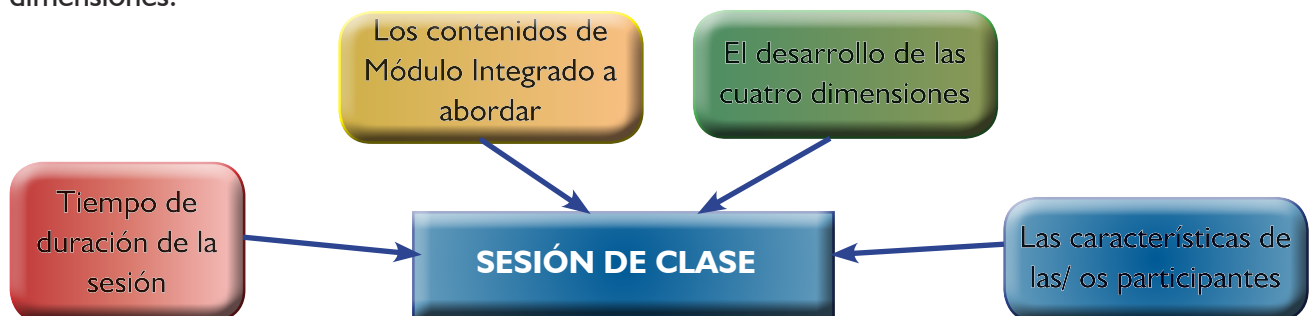 dimensiones:
Los contenidos de
Módulo Integrado a
abordar
El desarrollo de las
cuatro dimensiones
Tiempo de
duración de la
sesión
SESIÓN DE CLASE
Las características de
las/ os participantes